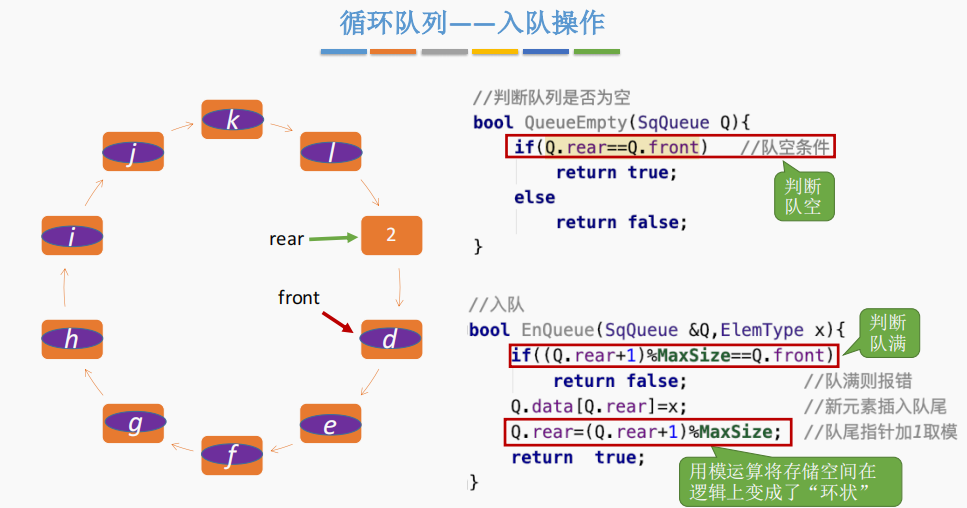 循环队列——入队操作
k
j
l
i
rear
2
front
h
d
g
e
f
//判断队列是否为空
bool QueueEmpty(SqQueue Q){
if(Q.rear==Q.front) //队空条件
return true;
else
return false;
}
判断
队空
//入队
bool EnQueue(SqQueue &Q,ElemType x){
if((Q.rear+1)%MaxSize==Q.front)
return false; //队满则报错
Q.data[Q.rear]=x; //新元素插入队尾
Q.rear=(Q.rear+1)%MaxSize; //队尾指针加1取模
return true;
}
判断
队满
用模运算将存储空间在
逻辑上变成了“环状”